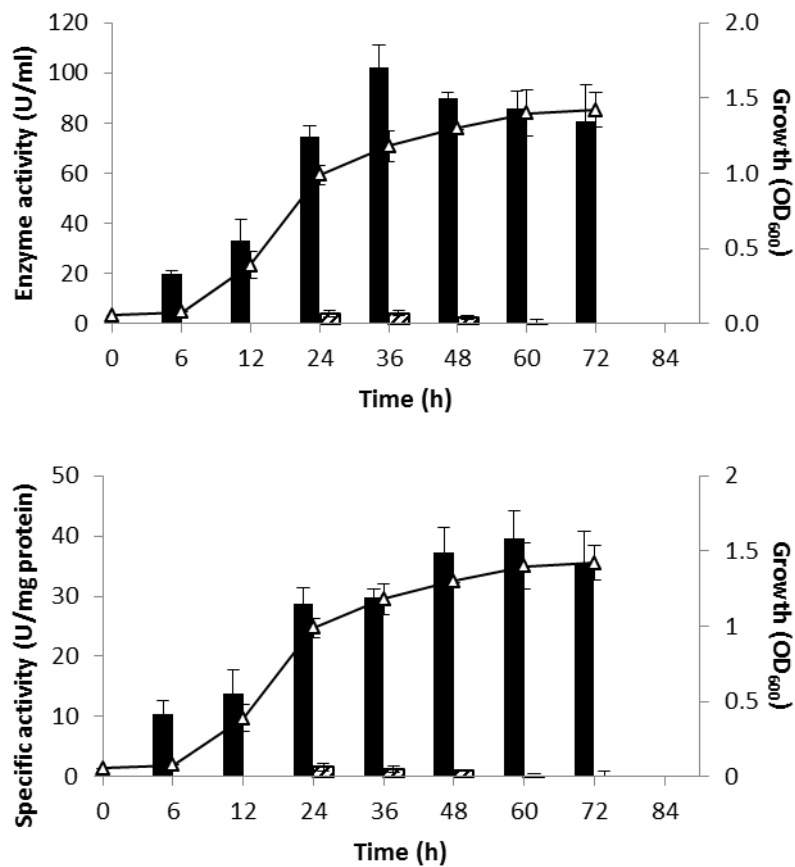 120
100
80
60
40
20
0
Enzyme activity (U/ml)
2.0
1.5
1.0
0.5
0.0
Growth (OD600)
0 6 12 24 36 48 60 72 84
Time (h)
50
40
30
20
10
0
Specific activity (U/mg protein)
2
1.5
1
0.5
0
Growth (OD600)
0 6 12 24 36 48 60 72 84
Time (h)